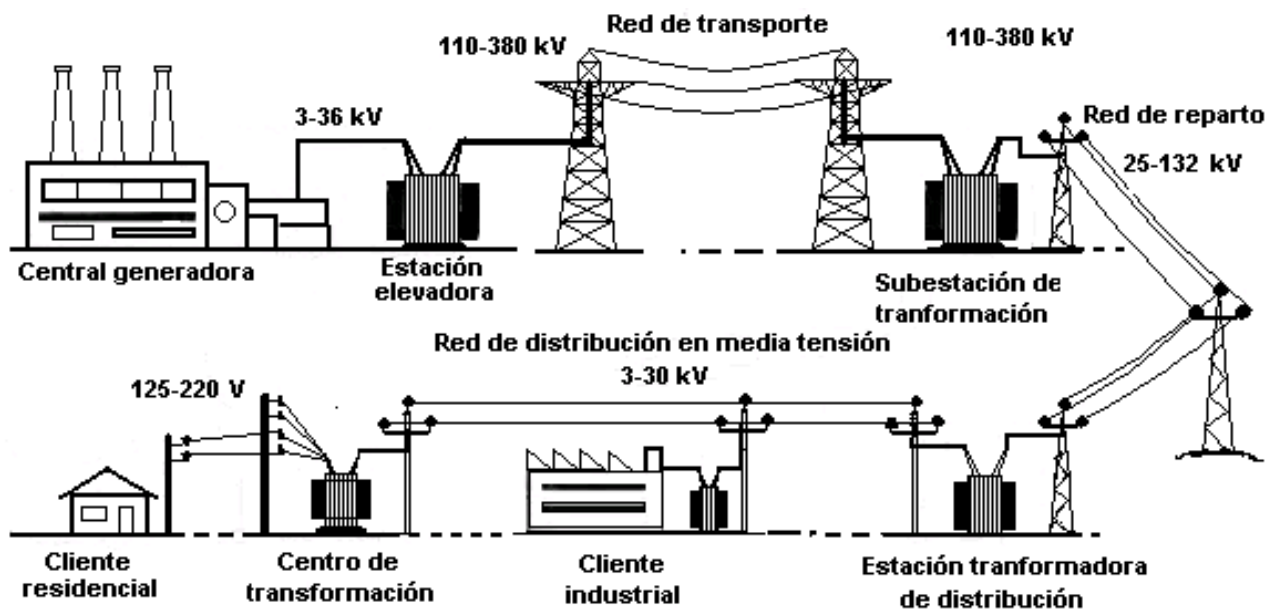 Red de transporte
110-380 kV
110-380 kV
3-36 kV
Red de reparto
25-132 kV
Central generadora
Estación
elevadora
Subestación de
tranformación
Red de distribución en media tensión
125-220 V
3-30 kV
Cliente
residencial
Centro de
transformación
Cliente
industrial
Estación tranformadora
de distribución